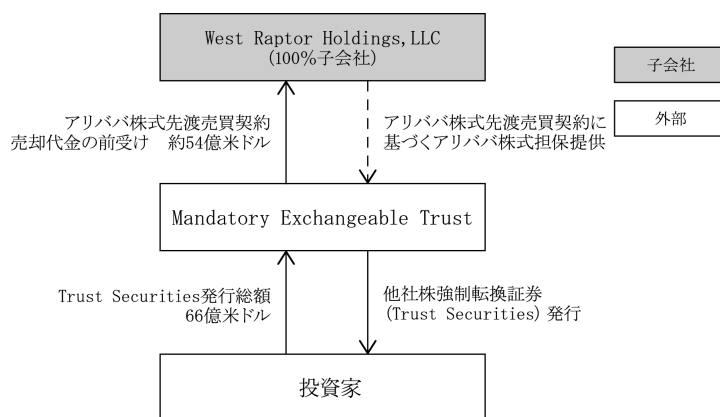 West Raptor Holdings,LLC
(100%子会社)
子会社
外部
アリババ株式先渡売買契約
売却代金の前受け　約54億米ドル
アリババ株式先渡売買契約に
基づくアリババ株式担保提供
Mandatory Exchangeable Trust
Trust Securities発行総額
66億米ドル
他社株強制転換証券
(Trust Securities) 発行
投資家